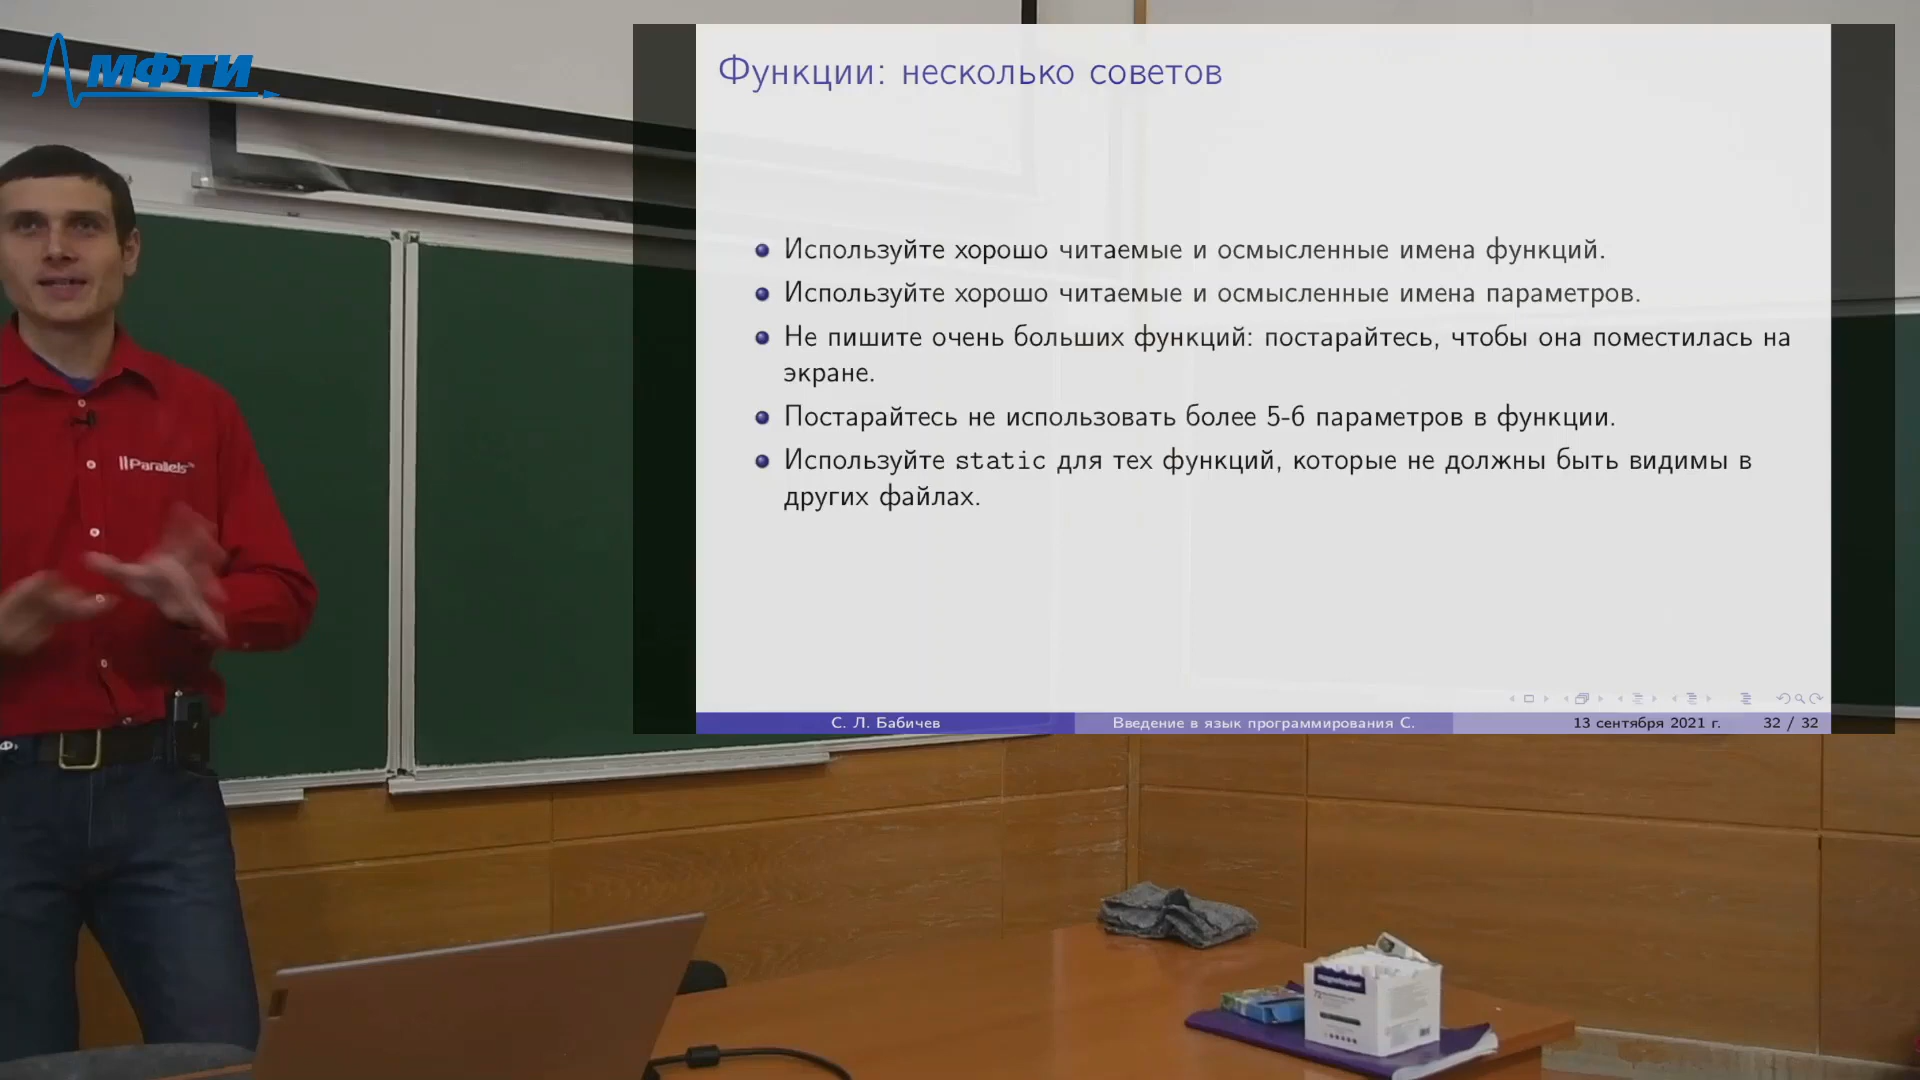 МФТИ
Функции: несколько советов
Используйте хорошо читаемые и осмысленные имена функций.
Используйте хорошо читаемые и осмысленные имена параметров.
Не пишите очень больших функций: постарайтесь, чтобы она поместилась на
экране.
Постарайтесь не использовать более 5-6 параметров в функции.
Используйте static для тех функций, которые не должны быть видимы в
других файлах.
С. Л. Бабичев
Введение в язык программирования С.
13 сентября 2021 г.
32 / 32
Parallels